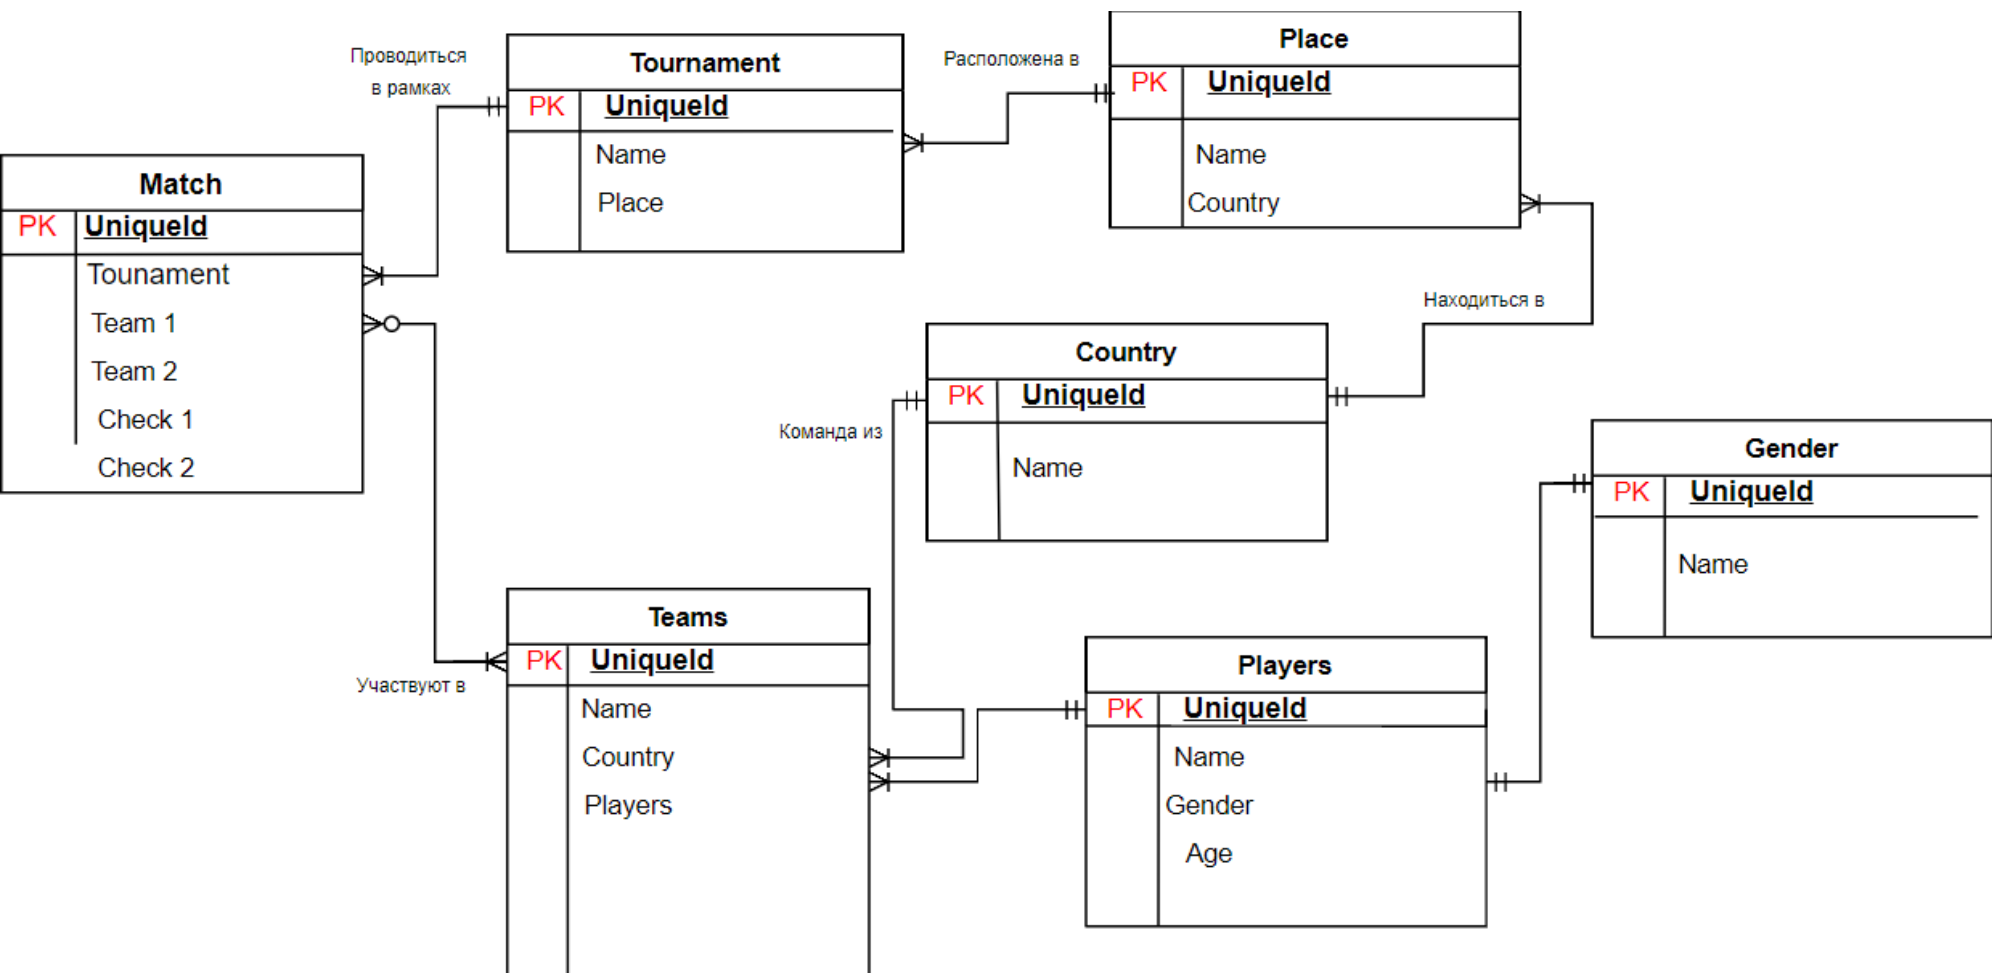 Проводиться
в рамках
Tournament
PK UniqueId
Name
Place
Расположена в
Place
PK UniqueId
Name
Country
Match
PK UniqueId
Tounament
Team 1
Team 2
Check 1
Check 2
Находиться в
Country
PK UniqueId
Name
Команда из
Gender
PK UniqueId
Name
Teams
PK UniqueId
Name
Country
Players
Участвуют в
Players
PK UniqueId
Name
Gender
Age